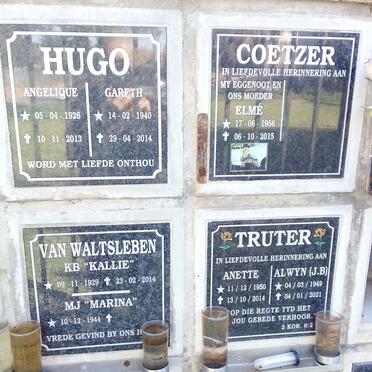 HUGO
ANGELIQUE
★ 05 - 04 - 1926
✝ 10 - 11 - 2013
GARETH
★ 14 - 02 - 1940
✝ 29 - 04 - 2014
WORD MET LIEFDE ONTHOU
COETZER
IN LIEFDEVOLLE HERINNERING AAN
MY EGGENOOT EN
ONS MOEDER
ELMÉ
★ 17 - 06 - 1956
✝ 06 - 10 - 2015
VAN WALTSLEBEN
KB "KALLIE"
★ 09 - 11 - 1929 ✝ 23 - 02 - 2014
MJ "MARINA"
★ 10 - 12 - 1944 ✝
VREDE GEVIND BY ONS
TRUTER
IN LIEFDEVOLLE HERINNERING AAN
ANETTE
★ 11 / 12 / 1950
✝ 13 / 10 / 2014
ALWYN (J.B)
★ 04 / 03 / 1949
✝ 04 / 01 / 2021
OP DIE REGTE TYD HET
JOU GEBEDE VERHOOR.
2 KOR. 6:2